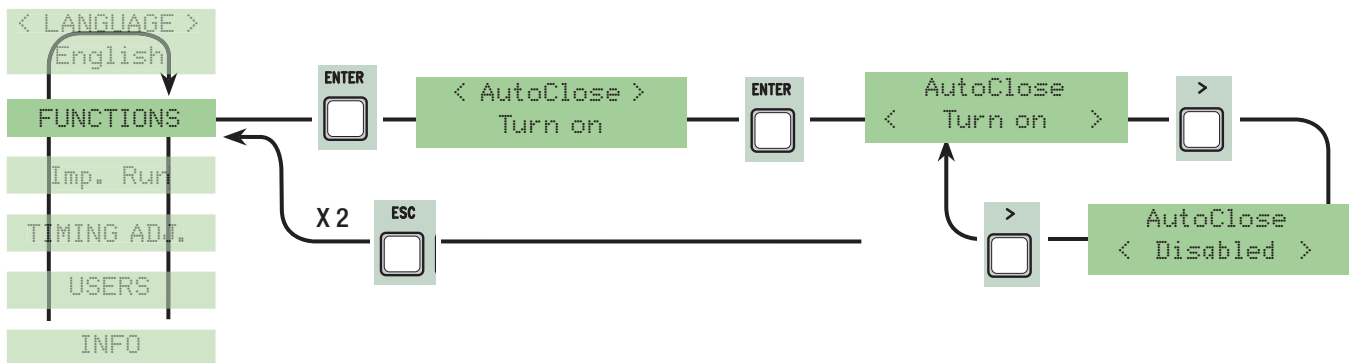 < LANGUAGE >
English
FUNCTIONS
Imp. Run
TIMING ADJ.
USERS
INFO
ENTER
< AutoClose >
Turn on
ENTER
AutoClose
< Turn on >
>
AutoClose
< Disabled >
>
ESC
X 2